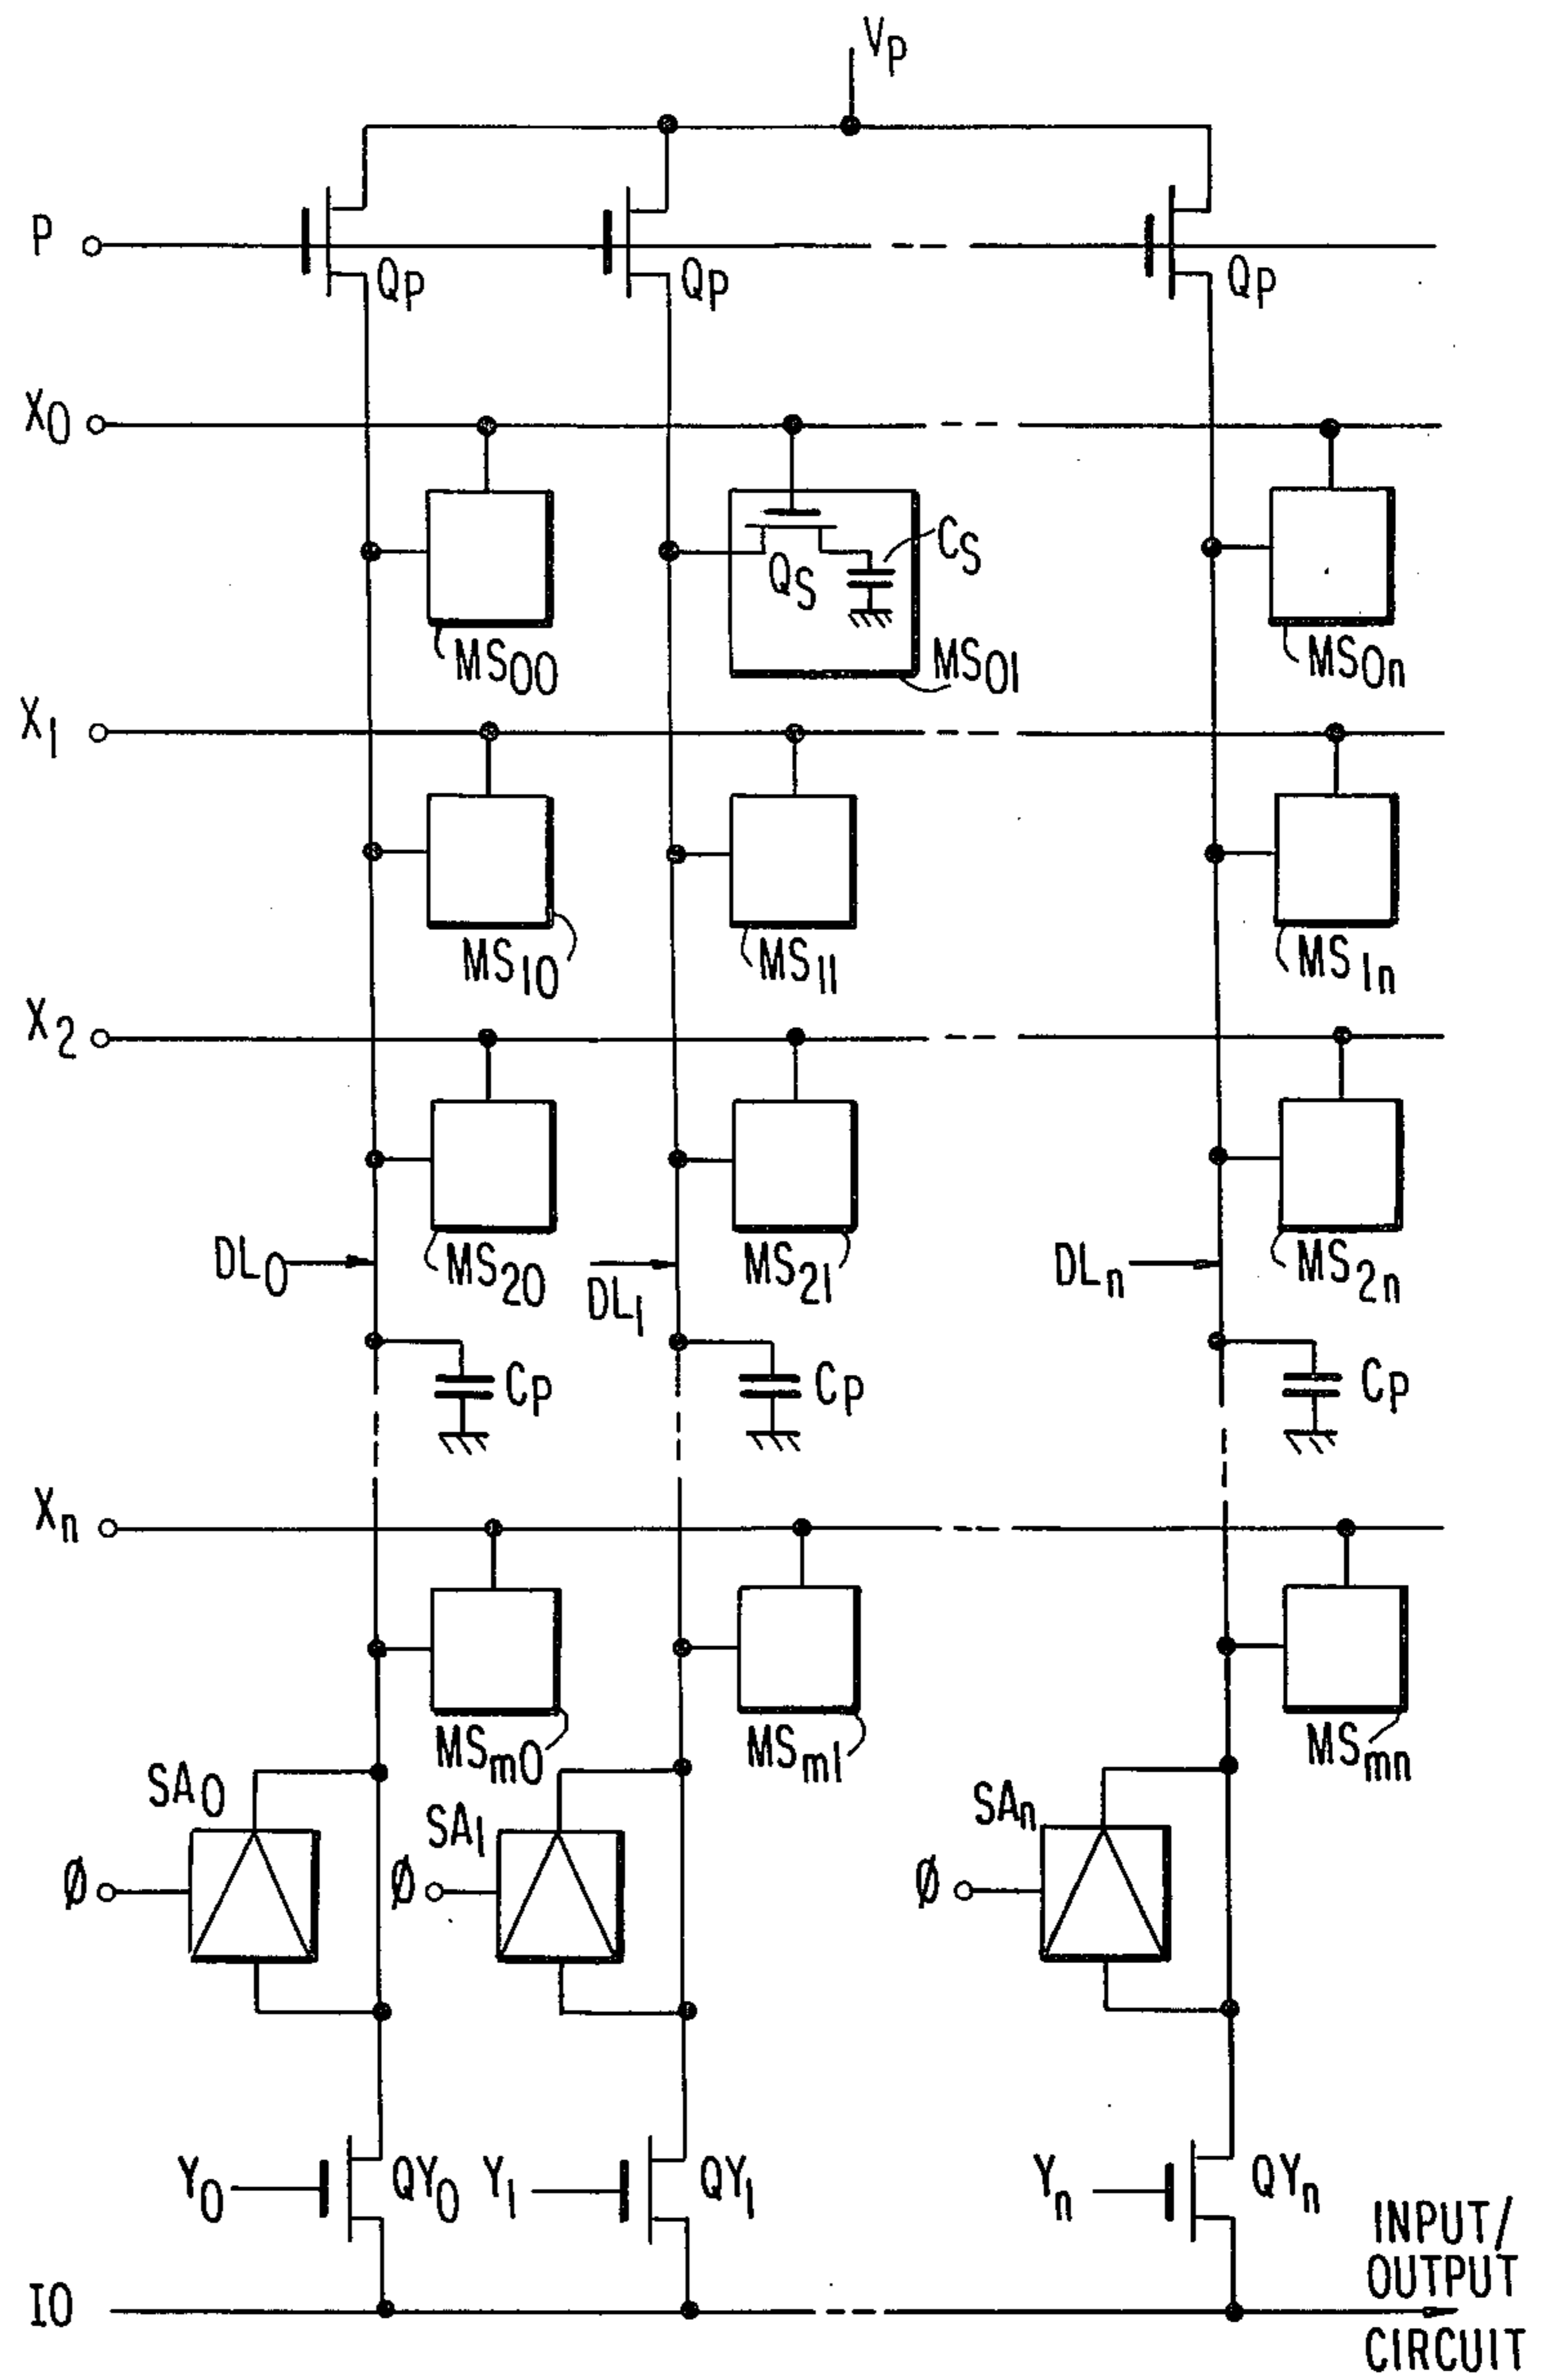 VP
P
QP QP QP
X0
QS CS
MS00 MS01 MS0n
X1
MS10 MS11 MS1n
X2
DL0 MS20 DL1 MS21 DLn MS2n
CP CP CP
Xn
MSm0 MSm1 MSmn
SA0 SA1 SAn
Ø Ø Ø
Y0 QY0 Y1 QY1 Yn QYn
IO
INPUT/
OUTPUT
CIRCUIT